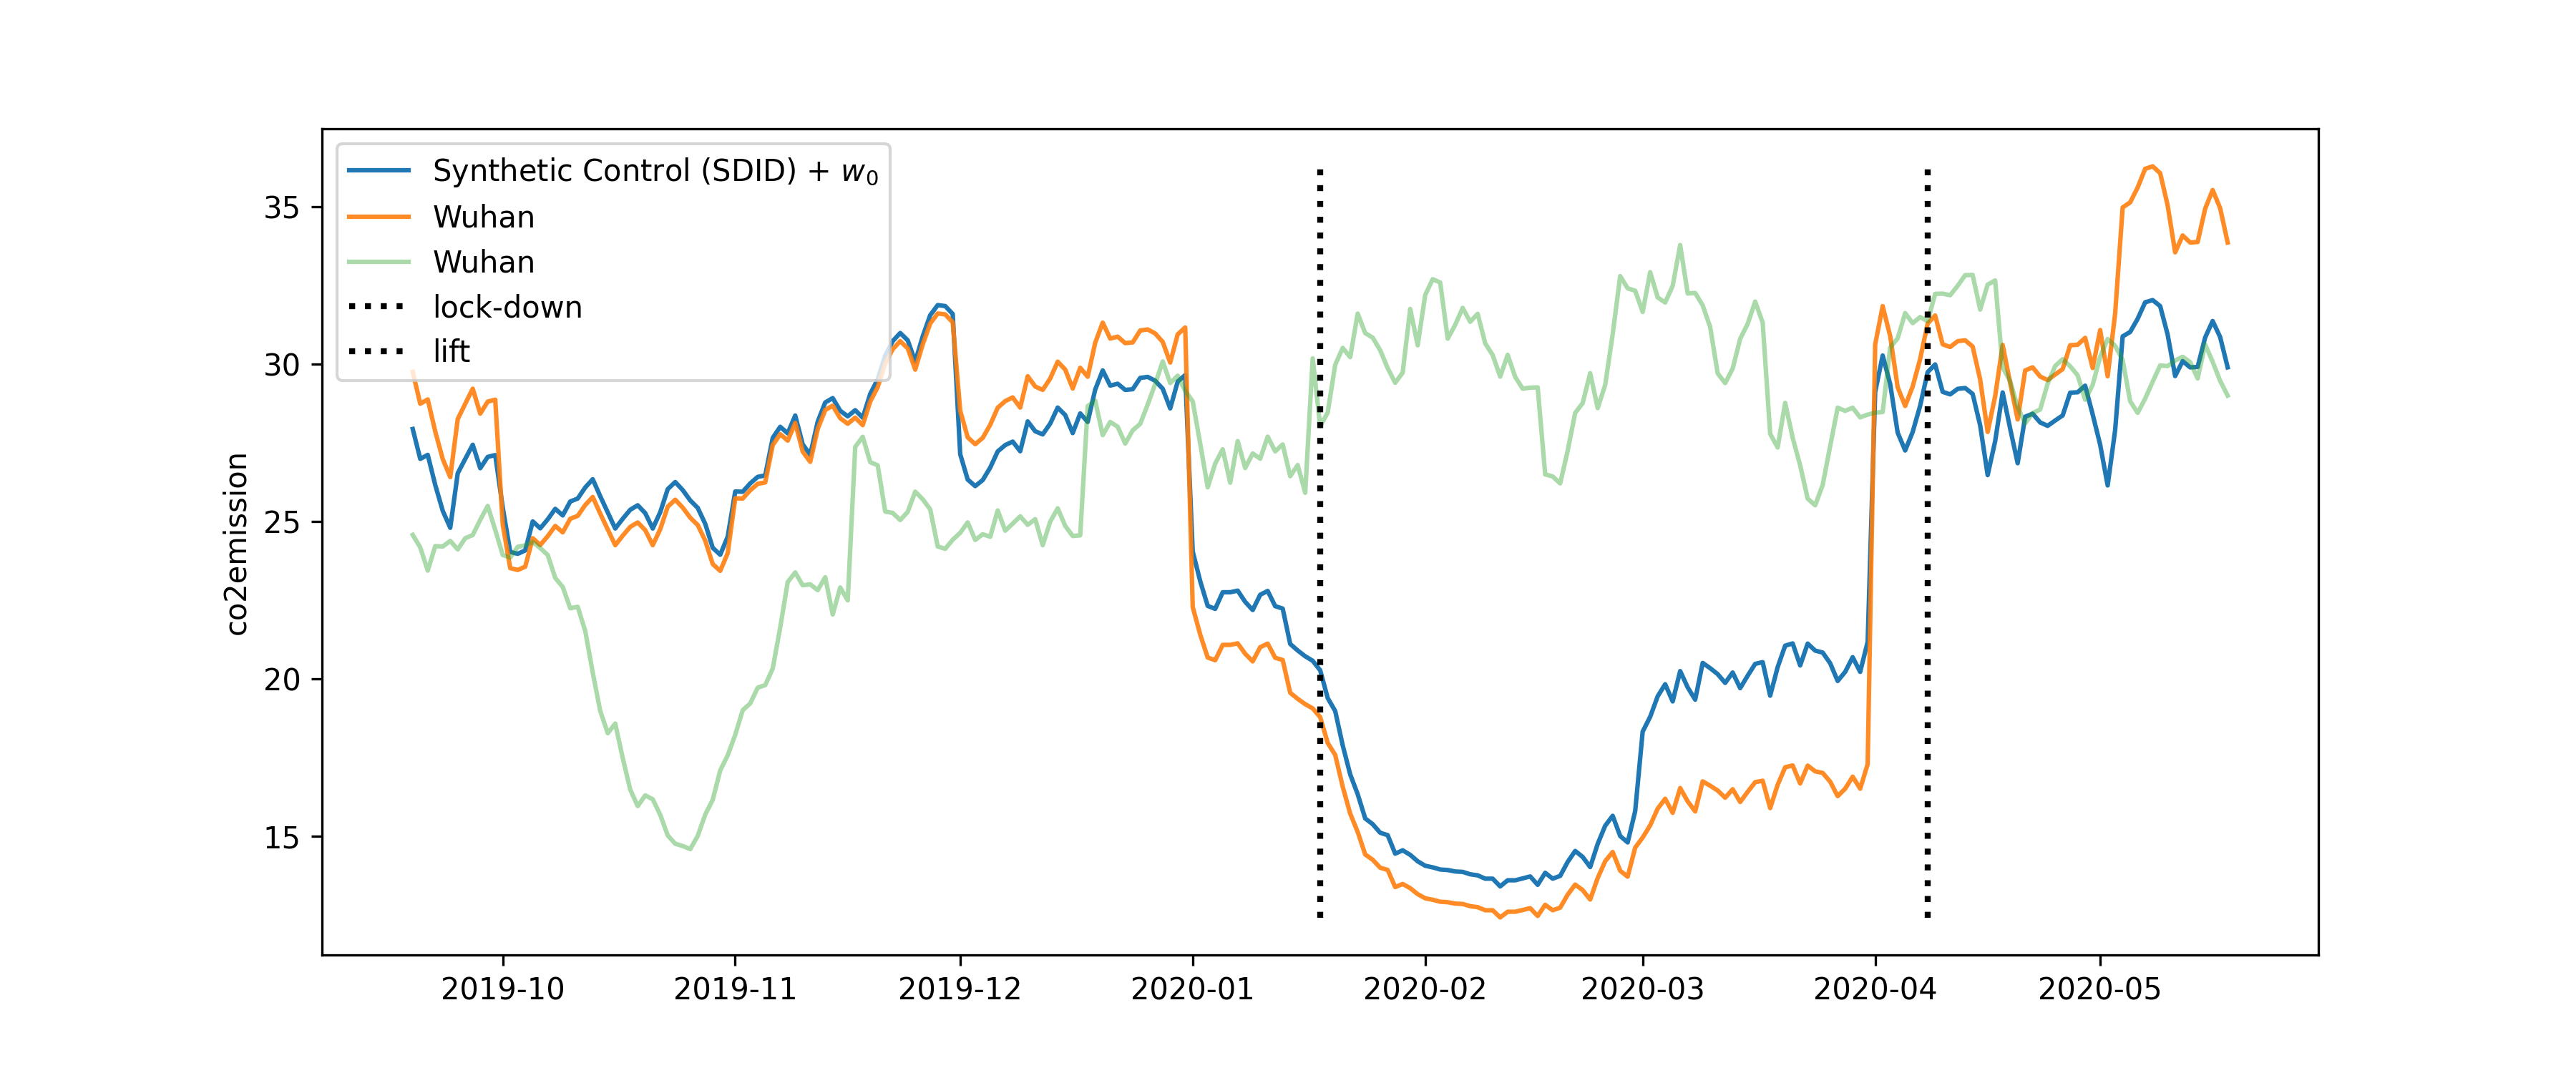 Synthetic Control (SDID) + w₀
Wuhan
Wuhan
lock-down
lift
co2emission
35
30
25
20
15
2019-10 2019-11 2019-12 2020-01 2020-02 2020-03 2020-04 2020-05